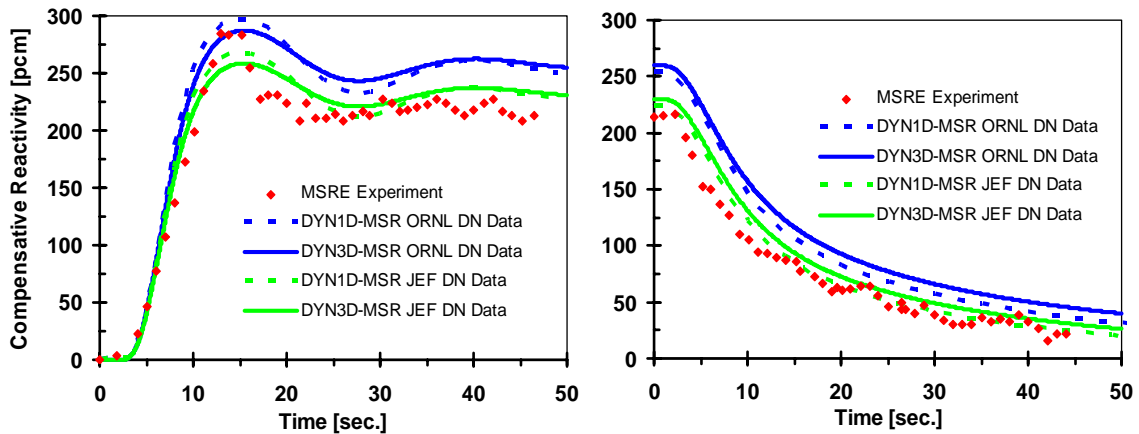 Compensative Reactivity [pcm]
300
250
200
150
100
50
0
MSRE Experiment
DYN1D-MSR ORNL DN Data
DYN3D-MSR ORNL DN Data
DYN1D-MSR JEF DN Data
DYN3D-MSR JEF DN Data
0 10 20 30 40 50
Time [sec.]
300
250
200
150
100
50
0
MSRE Experiment
DYN1D-MSR ORNL DN Data
DYN3D-MSR ORNL DN Data
DYN1D-MSR JEF DN Data
DYN3D-MSR JEF DN Data
0 10 20 30 40 50
Time [sec.]